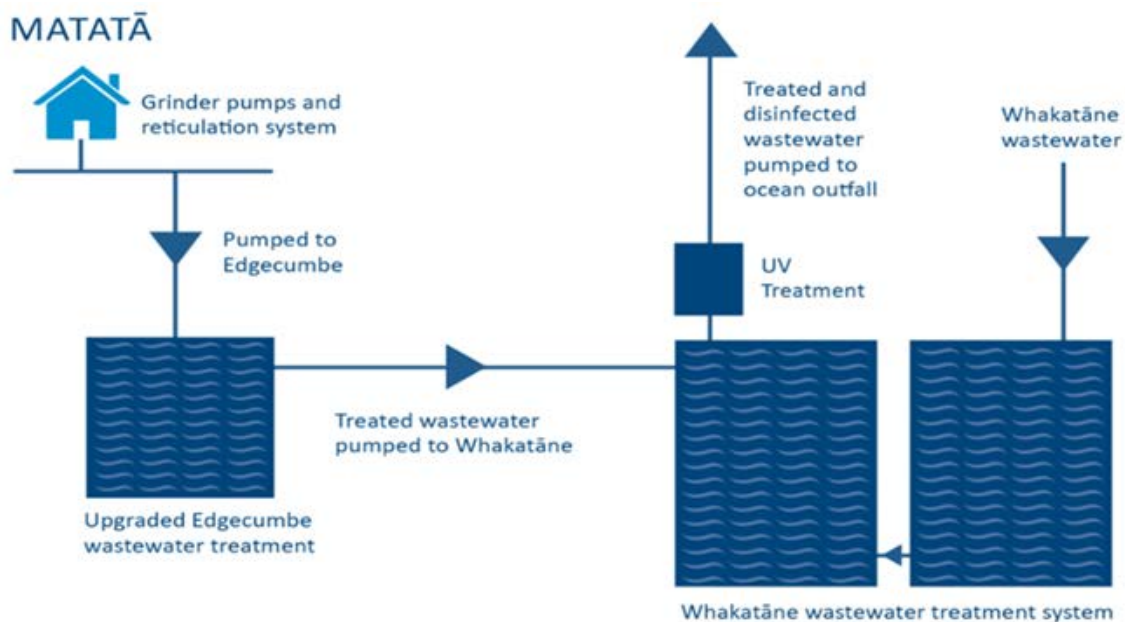 MATATĀ
Grinder pumps and
reticulation system
Pumped to
Edgecumbe
Upgraded Edgecumbe
wastewater treatment
Treated wastewater
pumped to Whakatāne
Treated and
disinfected
wastewater
pumped to
ocean outfall
UV
Treatment
Whakatāne
wastewater
Whakatāne wastewater treatment system